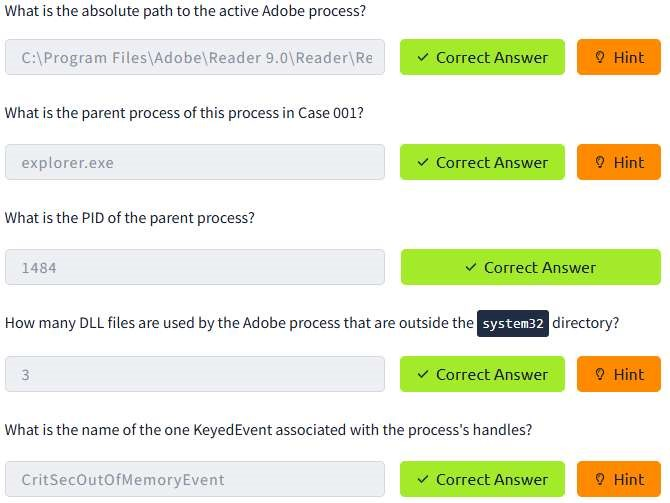 What is the absolute path to the active Adobe process?
C:\Program Files\Adobe\Reader 9.0\Reader\Re
✓ Correct Answer
Hint
What is the parent process of this process in Case 001?
explorer.exe
✓ Correct Answer
Hint
What is the PID of the parent process?
1484
✓ Correct Answer
How many DLL files are used by the Adobe process that are outside the system32 directory?
3
✓ Correct Answer
Hint
What is the name of the one KeyedEvent associated with the process's handles?
CritSecOutOfMemoryEvent
✓ Correct Answer
Hint